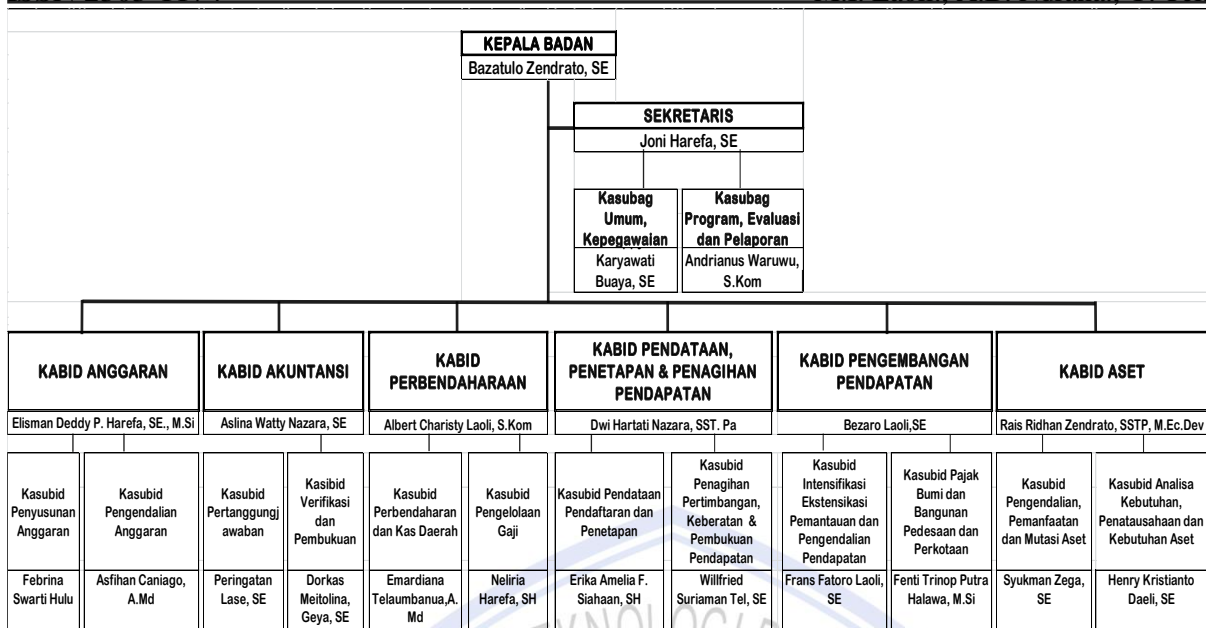 KEPALA BADAN
Bazatulo Zendrato, SE
SEKRETARIS
Joni Harefa, SE
Kasubag
Umum,
Kepegawaian
Karyawati
Buaya, SE
Kasubag
Program, Evaluasi
dan Pelaporan
Andrianus Waruwu,
S.Kom
KABID ANGGARAN
Elisman Deddy P. Harefa, SE., M.Si
KABID AKUNTANSI
Aslina Watty Nazara, SE
KABID
PERBENDAHARAAN
Albert Charisty Laoli, S.Kom
KABID PENDATAAN,
PENETAPAN & PENAGIHAN
PENDAPATAN
Dwi Hartati Nazara, SST. Pa
KABID PENGEMBANGAN
PENDAPATAN
Bezaro Laoli,SE
KABID ASET
Rais Ridhan Zendrato, SSTP, M.Ec.Dev
Kasubid
Penyusunan
Anggaran
Febrina
Swarti Hulu
Kasubid
Pengendalian
Anggaran
Asfihan Caniago,
A.Md
Kasubid
Pertanggungj
awaban
Peringatan
Lase, SE
Kasibid
Verifikasi
dan
Pembukuan
Dorkas
Meitolina,
Geya, SE
Kasubid
Perbendaharan
dan Kas Daerah
Emardiana
Telaumbanua,A.
Md
Kasubid
Pengelolaan
Gaji
Neliria
Harefa, SH
Kasubid Pendataan
Pendaftaran dan
Penetapan
Erika Amelia F.
Siahaan, SH
Kasubid
Penagihan
Pertimbangan,
Keberatan &
Pembukuan
Pendapatan
Willfried
Suriaman Tel, SE
Kasubid
Intensifikasi
Ekstensikasi
Pemantauan dan
Pengendalian
Pendapatan
Frans Fatoro Laoli,
SE
Kasubid Pajak
Bumi dan
Bangunan
Pedesaan dan
Perkotaan
Fenti Trinop Putra
Halawa, M.Si
Kasubid
Pengendalian,
Pemanfaatan
dan Mutasi Aset
Syukman Zega,
SE
Kasubid Analisa
Kebutuhan,
Penatausahaan dan
Kebutuhan Aset
Henry Kristianto
Daeli, SE